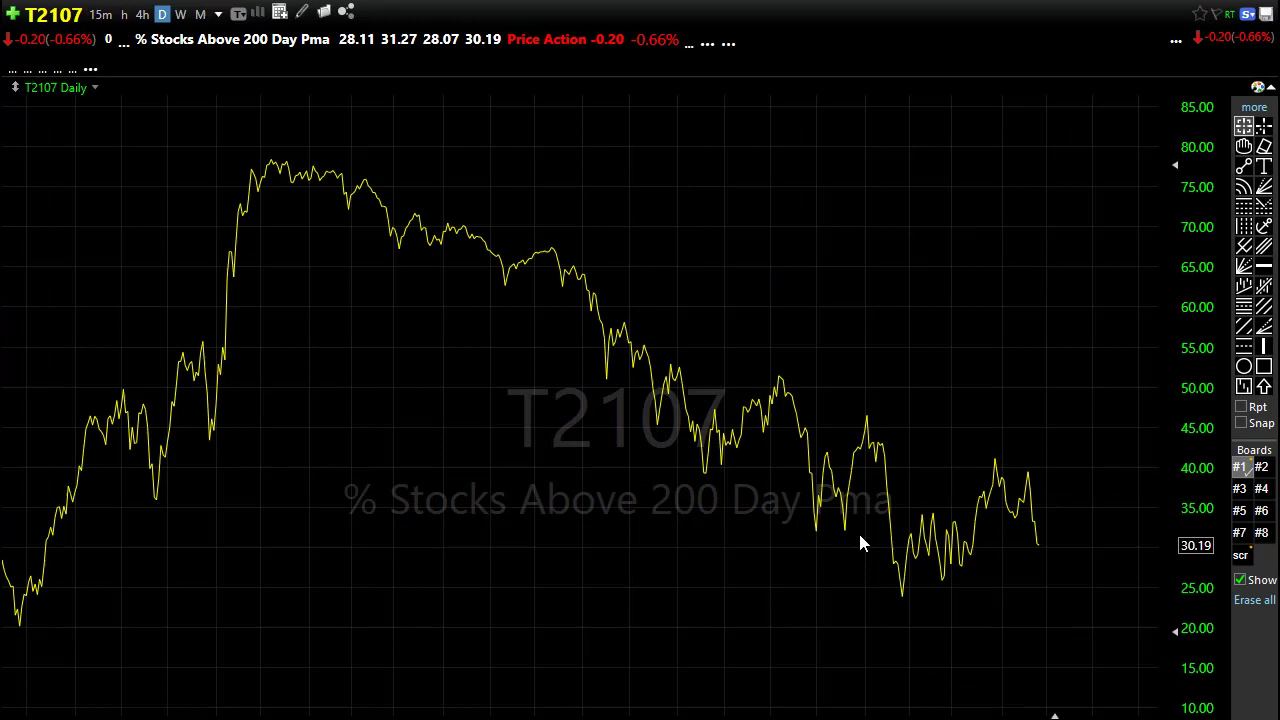 T2107 15m h 4h D W M T RT S
-0.20(-0.66%) 0 ... % Stocks Above 200 Day Pma 28.11 31.27 28.07 30.19 Price Action -0.20 -0.66% ... ... ... ... -0.20(-0.66%)
... ... ... ... ... ...
T2107 Daily
more
85.00
80.00
75.00
70.00
65.00
60.00
55.00
50.00
45.00
40.00
35.00
30.19
25.00
20.00
15.00
10.00
T2107
% Stocks Above 200 Day Pma
T
Rpt
Snap
Boards
#1 #2
#3 #4
#5 #6
#7 #8
scr
Show
Erase all